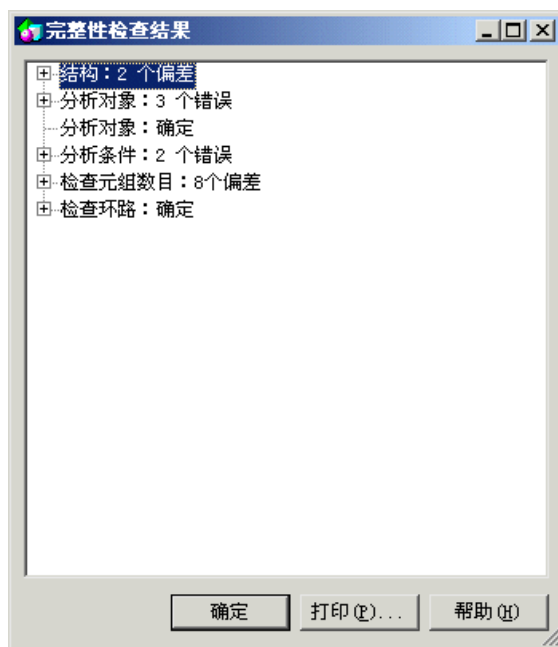 完整性检查结果
结构：2 个偏差
分析对象：3 个错误
分析对象：确定
分析条件：2 个错误
检查元组数目：8个偏差
检查环路：确定
确定 打印(P)... 帮助(H)